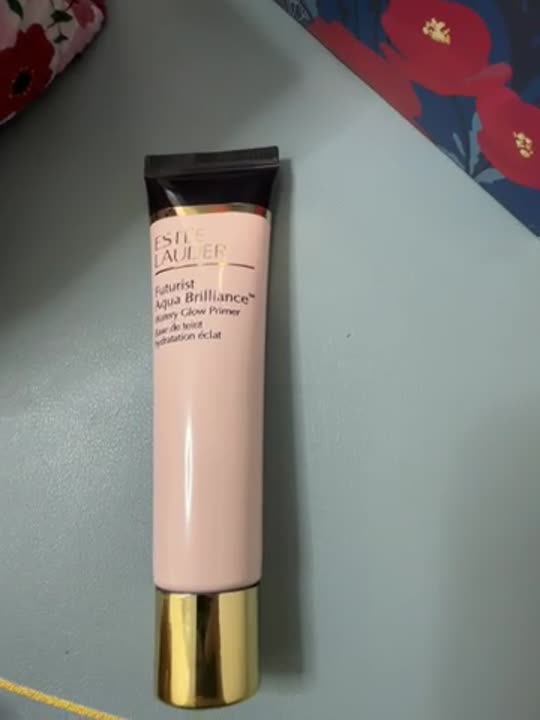 ESTĒE
LAUDER
Futurist
Aqua Brilliance™
Watery Glow Primer
Base de teint
hydratation éclat